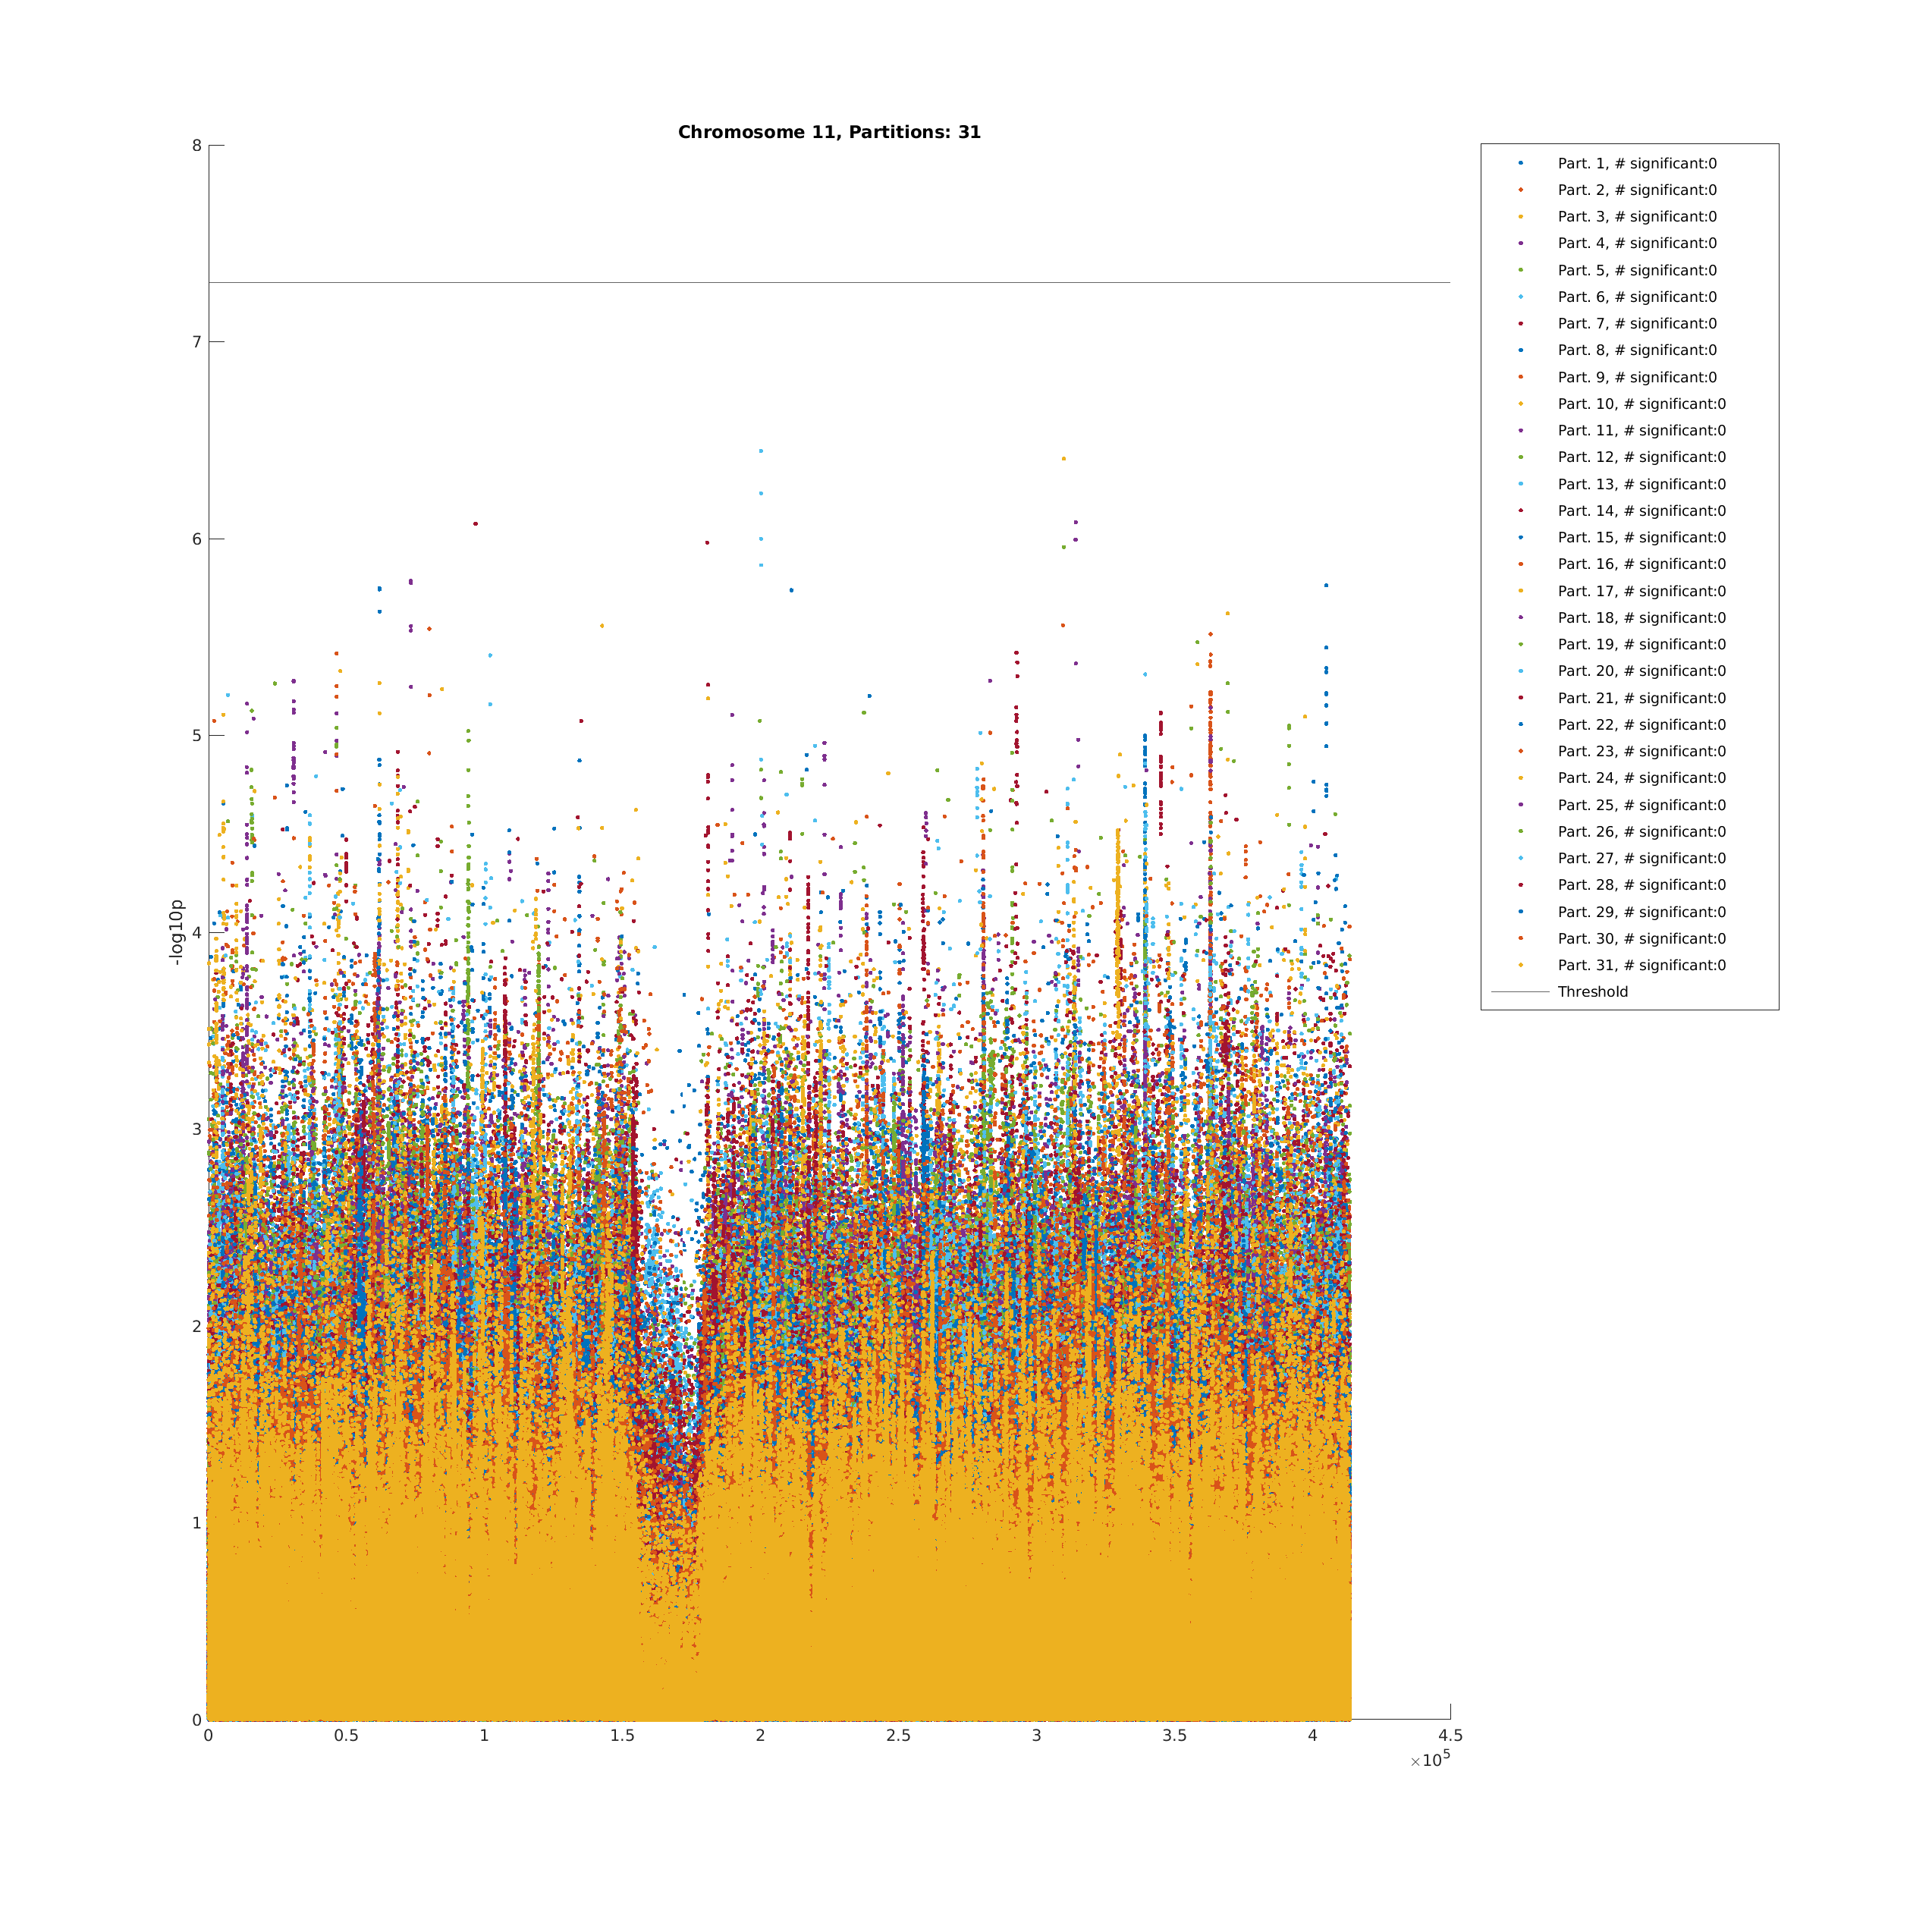 Chromosome 11, Partitions: 31
8
7
6
5
4
3
2
1
0
-log10p
0 0.5 1 1.5 2 2.5 3 3.5 4 4.5
×10^5
Part. 1, # significant:0
Part. 2, # significant:0
Part. 3, # significant:0
Part. 4, # significant:0
Part. 5, # significant:0
Part. 6, # significant:0
Part. 7, # significant:0
Part. 8, # significant:0
Part. 9, # significant:0
Part. 10, # significant:0
Part. 11, # significant:0
Part. 12, # significant:0
Part. 13, # significant:0
Part. 14, # significant:0
Part. 15, # significant:0
Part. 16, # significant:0
Part. 17, # significant:0
Part. 18, # significant:0
Part. 19, # significant:0
Part. 20, # significant:0
Part. 21, # significant:0
Part. 22, # significant:0
Part. 23, # significant:0
Part. 24, # significant:0
Part. 25, # significant:0
Part. 26, # significant:0
Part. 27, # significant:0
Part. 28, # significant:0
Part. 29, # significant:0
Part. 30, # significant:0
Part. 31, # significant:0
Threshold